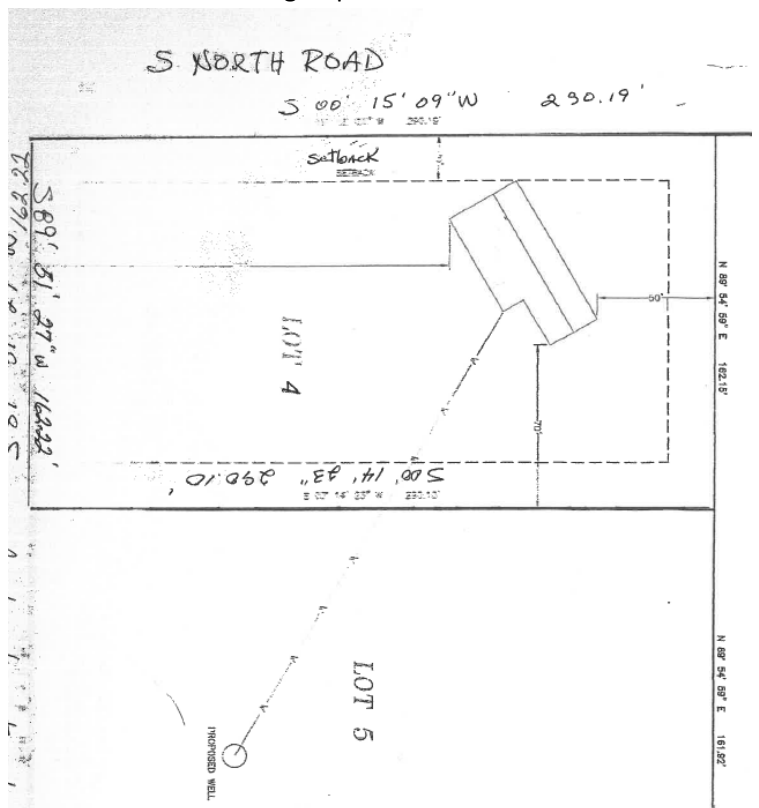 S NORTH ROAD
S 00' 15' 09" W 290.19'
290.19'
Setback
SETBACK
S 89' 51' 27" W 162.22'
N 89' 54' 59" E 162.15'
50'
LOT 4
70'
S 00' 14' 23" 290.10'
S 00' 14' 23" W 290.10'
LOT 5
N 89' 54' 59" E 161.92'
PROPOSED WELL
W
W
W
W
W
W
W